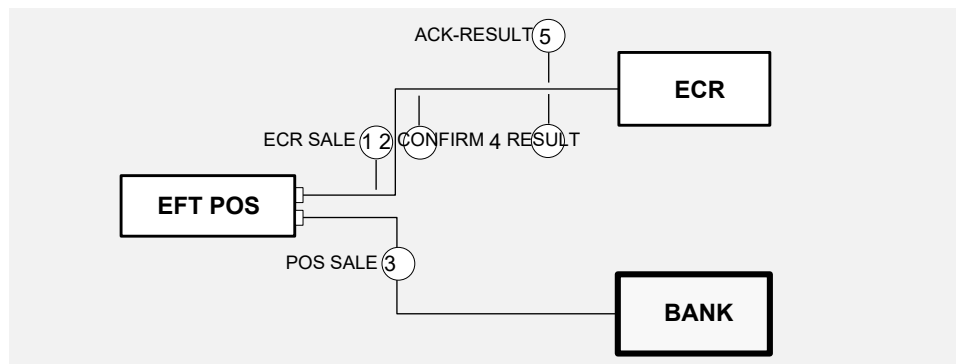 ACK-RESULT 5
ECR
ECR SALE 1 2 CONFIRM 4 RESULT
EFT POS
POS SALE 3
BANK